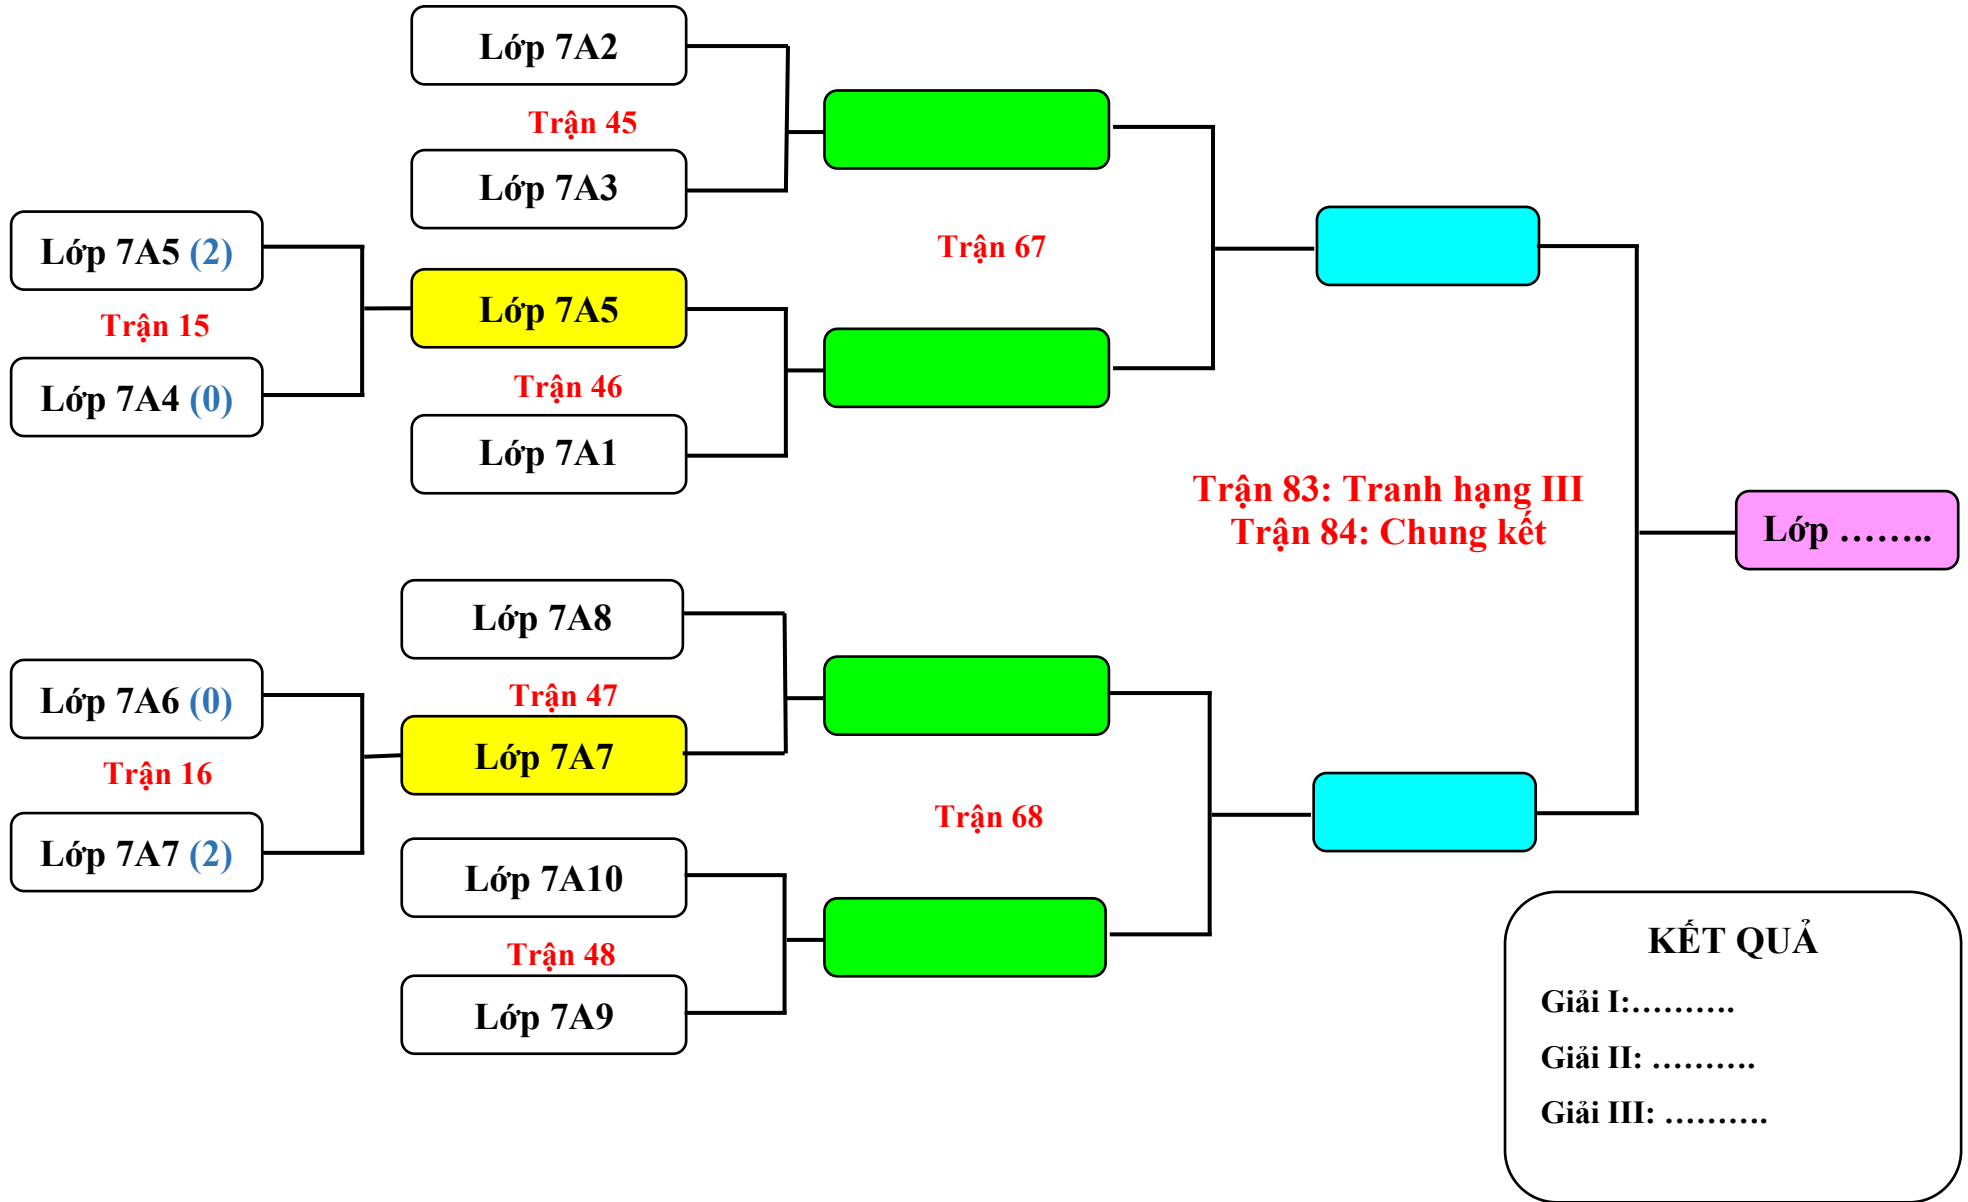 Lớp 7A2
Trận 45
Lớp 7A3
Lớp 7A5 (2)
Trận 15
Lớp 7A4 (0)
Lớp 7A5
Trận 46
Lớp 7A1
Trận 67
Trận 83: Tranh hạng III
Trận 84: Chung kết
Lớp ……..
Lớp 7A8
Trận 47
Lớp 7A7
Lớp 7A6 (0)
Trận 16
Lớp 7A7 (2)
Lớp 7A10
Trận 48
Lớp 7A9
Trận 68
KẾT QUẢ
Giải I:……….
Giải II: ……….
Giải III: ……….